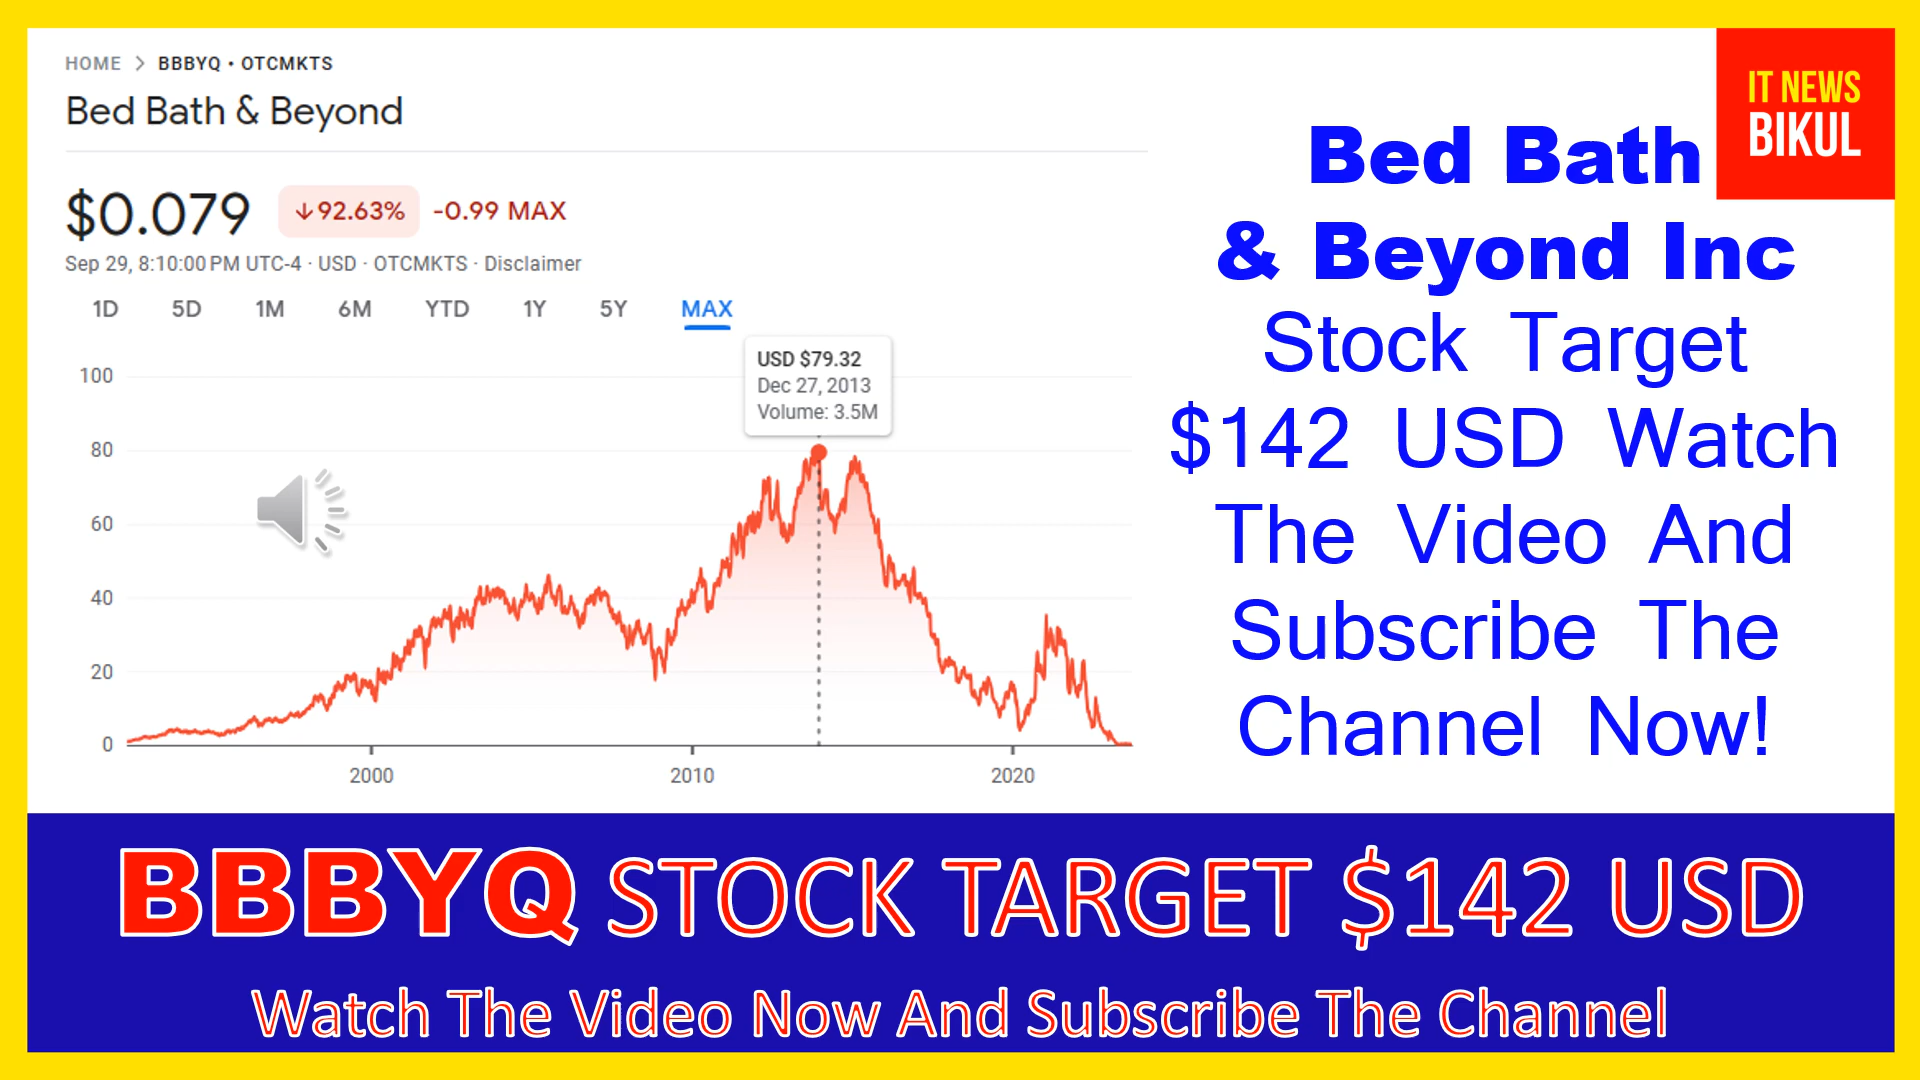 HOME > BBBYQ • OTCMKTS
Bed Bath & Beyond
$0.079 ↓92.63% -0.99 MAX
Sep 29, 8:10:00 PM UTC-4 · USD · OTCMKTS · Disclaimer
1D 5D 1M 6M YTD 1Y 5Y MAX
USD $79.32
Dec 27, 2013
Volume: 3.5M
100
80
60
40
20
0
2000 2010 2020
IT NEWS
BIKUL
Bed Bath
& Beyond Inc
Stock Target
$142 USD Watch
The Video And
Subscribe The
Channel Now!
BBBYQ STOCK TARGET $142 USD
Watch The Video Now And Subscribe The Channel